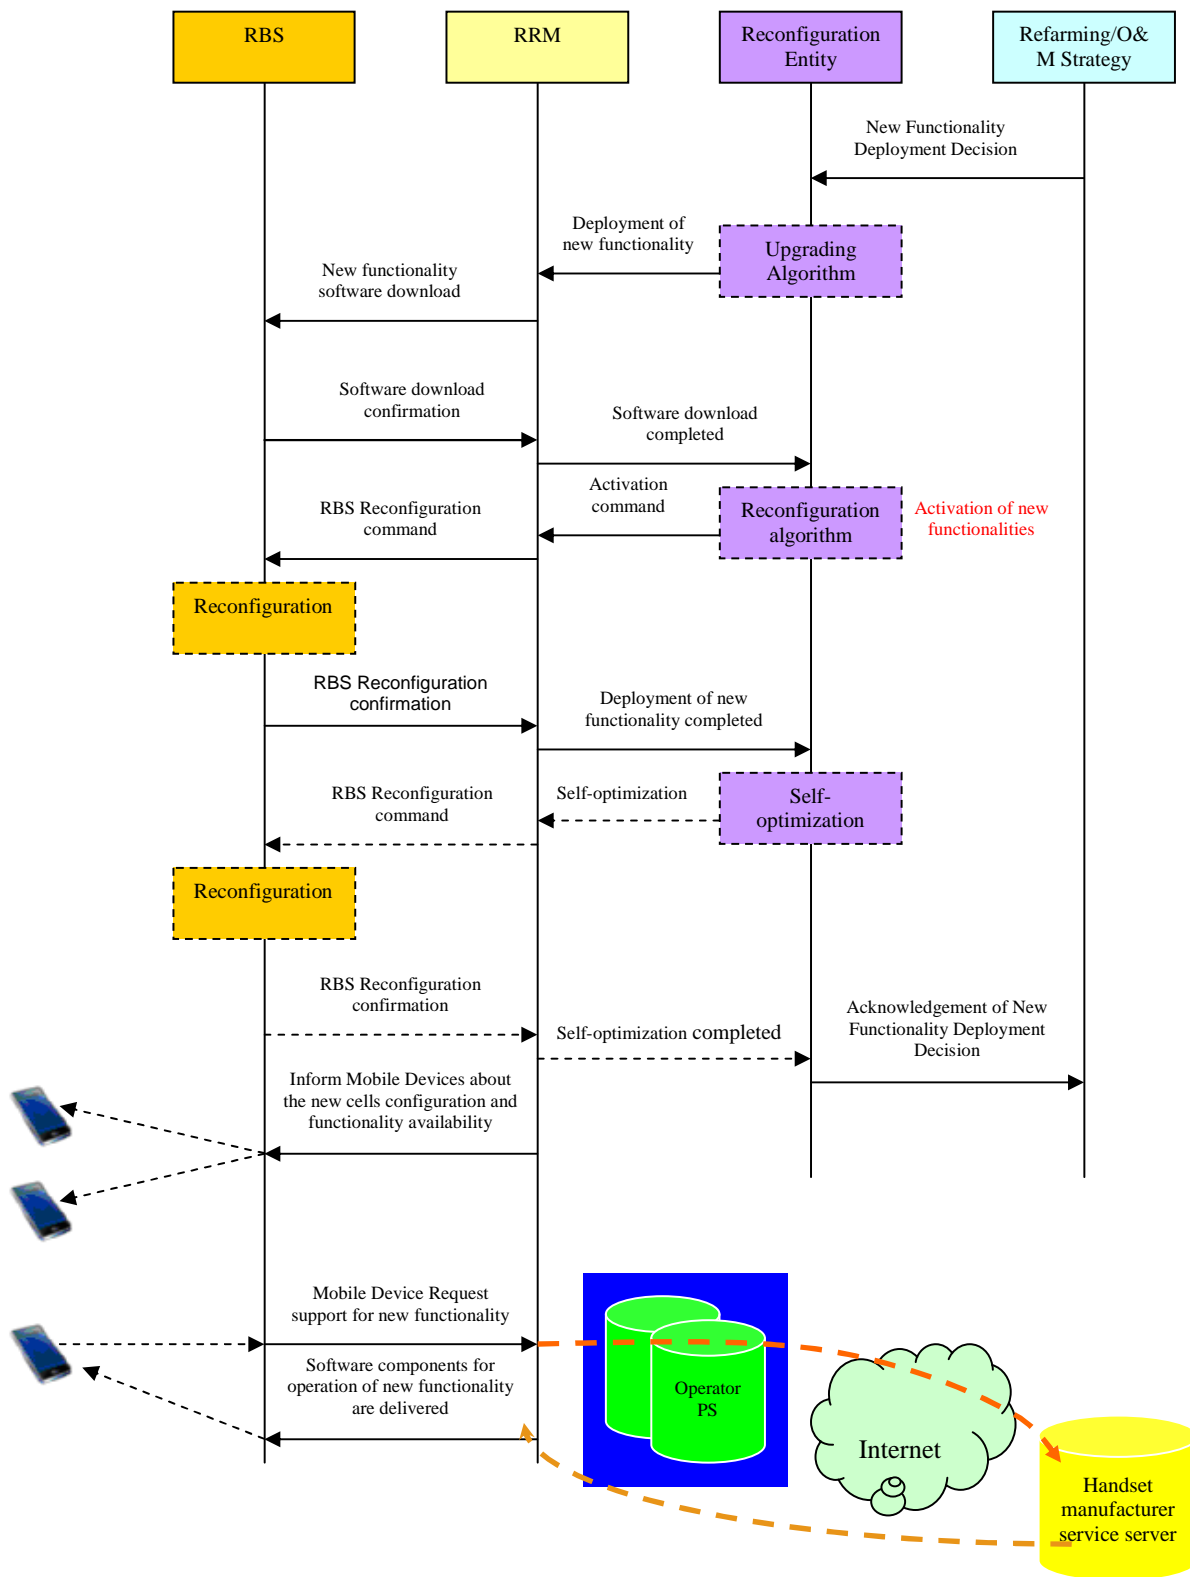 RBS
RRM
Reconfiguration
Entity
Refarming/O&
M Strategy
New Functionality
Deployment Decision
Deployment of
new functionality
Upgrading
Algorithm
New functionality
software download
Software download
confirmation
Software download
completed
Activation
command
Reconfiguration
algorithm
Activation of new
functionalities
RBS Reconfiguration
command
Reconfiguration
RBS Reconfiguration
confirmation
Deployment of new
functionality completed
Self-
optimization
Self-optimization
RBS Reconfiguration
command
Reconfiguration
RBS Reconfiguration
confirmation
Self-optimization completed
Acknowledgement of New
Functionality Deployment
Decision
Inform Mobile Devices about
the new cells configuration and
functionality availability
Mobile Device Request
support for new functionality
Software components for
operation of new functionality
are delivered
Operator
PS
Internet
Handset
manufacturer
service server